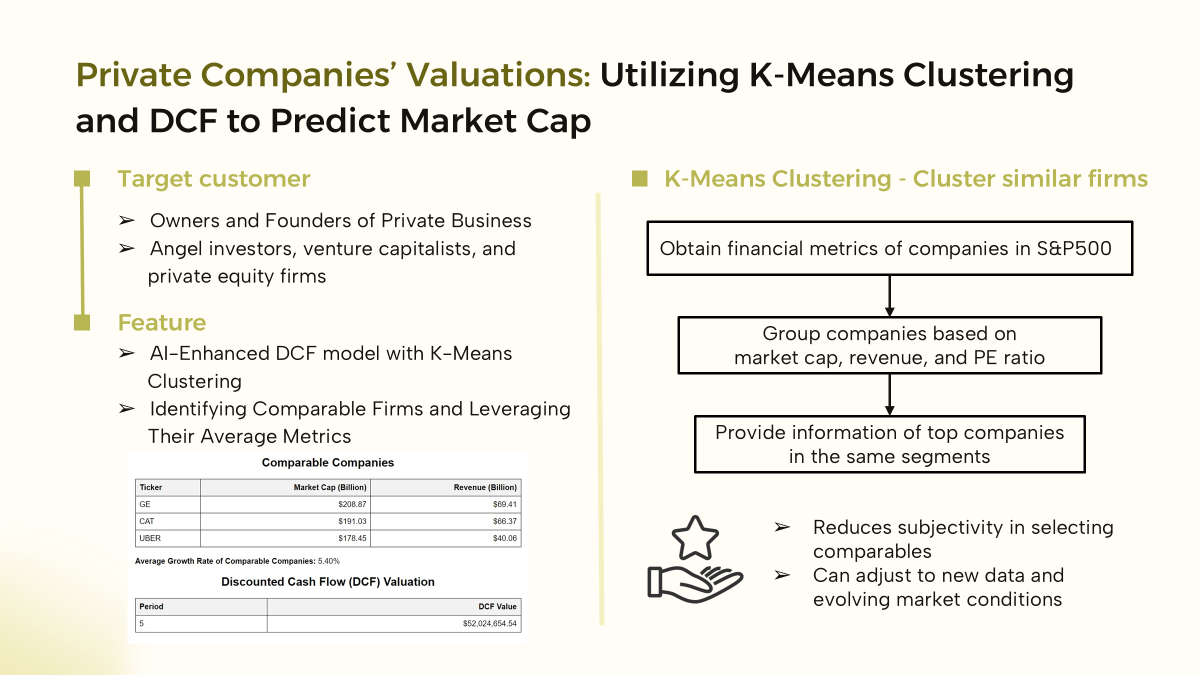 Private Companies’ Valuations: Utilizing K-Means Clustering
and DCF to Predict Market Cap
Target customer
➢ Owners and Founders of Private Business
➢ Angel investors, venture capitalists, and
private equity firms
Feature
➢ AI-Enhanced DCF model with K-Means
Clustering
➢ Identifying Comparable Firms and Leveraging
Their Average Metrics
Comparable Companies
Ticker Market Cap (Billion) Revenue (Billion)
GE $208.87 $69.41
CAT $191.03 $66.37
UBER $178.45 $40.06
Average Growth Rate of Comparable Companies: 5.40%
Discounted Cash Flow (DCF) Valuation
Period DCF Value
5 $52,024,654.54
K-Means Clustering - Cluster similar firms
Obtain financial metrics of companies in S&P500
Group companies based on
market cap, revenue, and PE ratio
Provide information of top companies
in the same segments
➢ Reduces subjectivity in selecting
comparables
➢ Can adjust to new data and
evolving market conditions